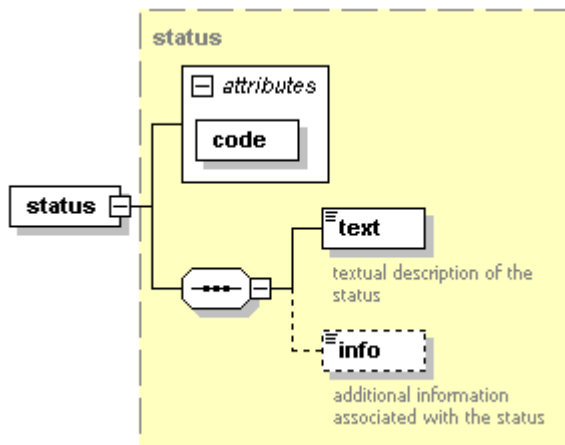 status
attributes
code
status
text
textual description of the
status
info
additional information
associated with the status